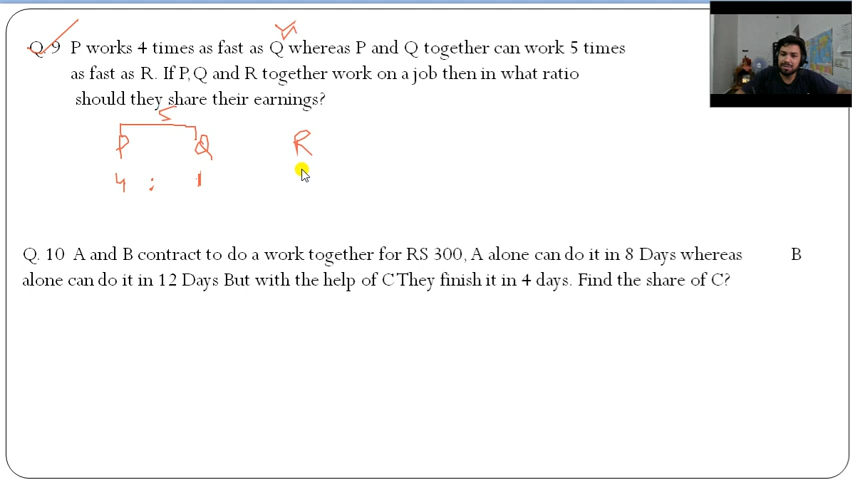 Q. 9 P works 4 times as fast as Q whereas P and Q together can work 5 times
as fast as R. If P,Q and R together work on a job then in what ratio
should they share their earnings?
5
P Q R
4 : 1
Q. 10 A and B contract to do a work together for RS 300, A alone can do it in 8 Days whereas B
alone can do it in 12 Days But with the help of C They finish it in 4 days. Find the share of C?